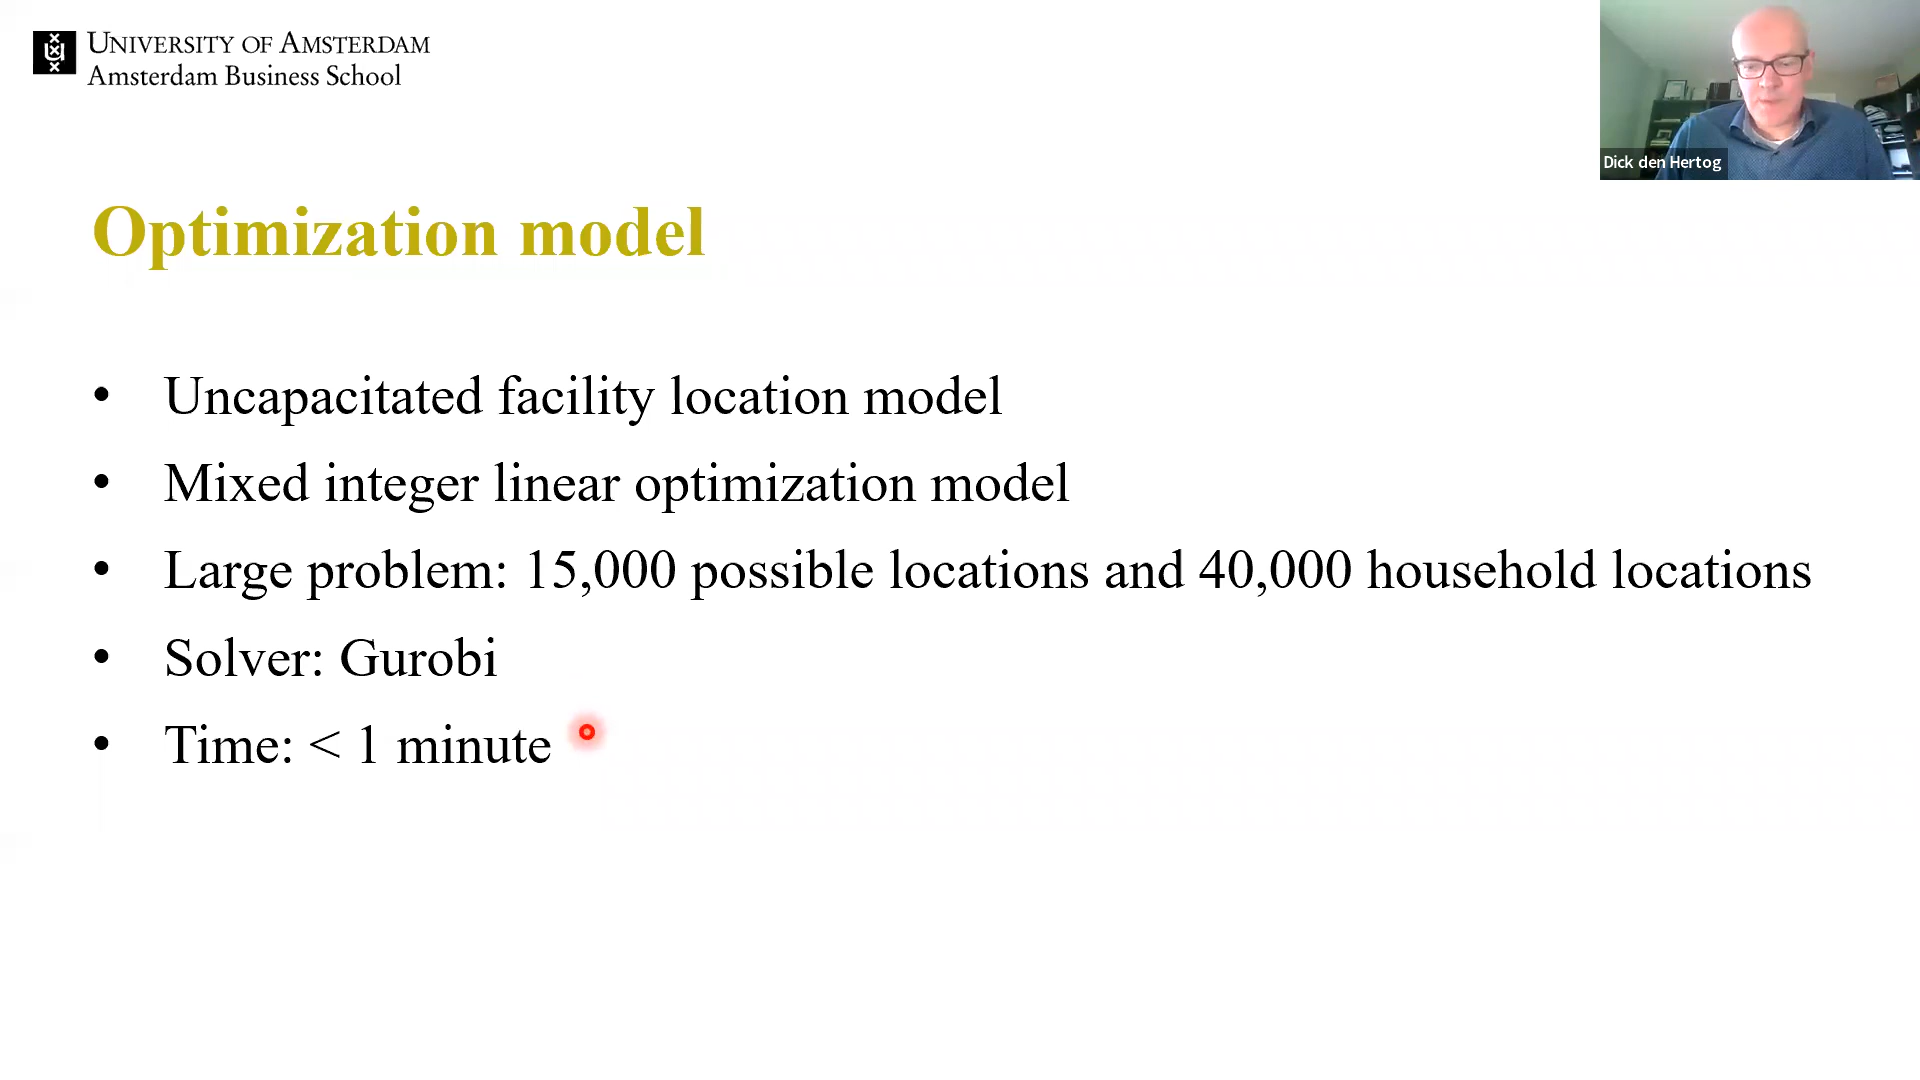 UNIVERSITY OF AMSTERDAM
Amsterdam Business School
Dick den Hertog
Optimization model
• Uncapacitated facility location model
• Mixed integer linear optimization model
• Large problem: 15,000 possible locations and 40,000 household locations
• Solver: Gurobi
• Time: < 1 minute